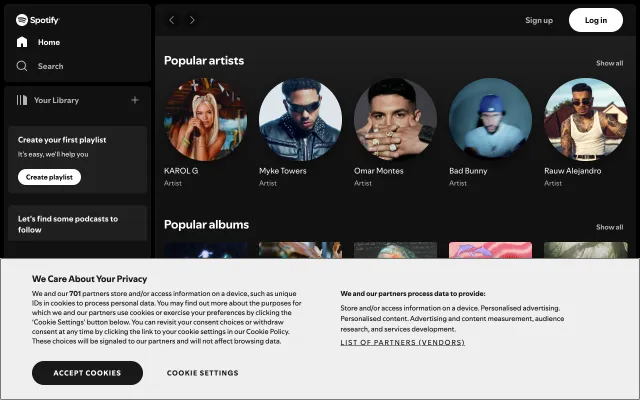 Spotify
Home
Search
Your Library
Create your first playlist
It's easy, we'll help you
Create playlist
Let's find some podcasts to
follow
Sign up
Log in
Popular artists
Show all
KAROL G
Artist
Myke Towers
Artist
Omar Montes
Artist
Bad Bunny
Artist
Rauw Alejandro
Artist
Popular albums
Show all
We Care About Your Privacy
We and our 701 partners store and/or access information on a device, such as unique
IDs in cookies to process personal data. You may find out more about the purposes for
which we and our partners use cookies or exercise your preferences by clicking the
'Cookie Settings' button below. You can revisit your consent choices or withdraw
consent at any time by clicking the link to your cookie settings in our Cookie Policy.
These choices will be signaled to our partners and will not affect browsing data.
We and our partners process data to provide:
Store and/or access information on a device. Personalised advertising.
Personalised content. Advertising and content measurement, audience
research, and services development.
LIST OF PARTNERS (VENDORS)
ACCEPT COOKIES
COOKIE SETTINGS